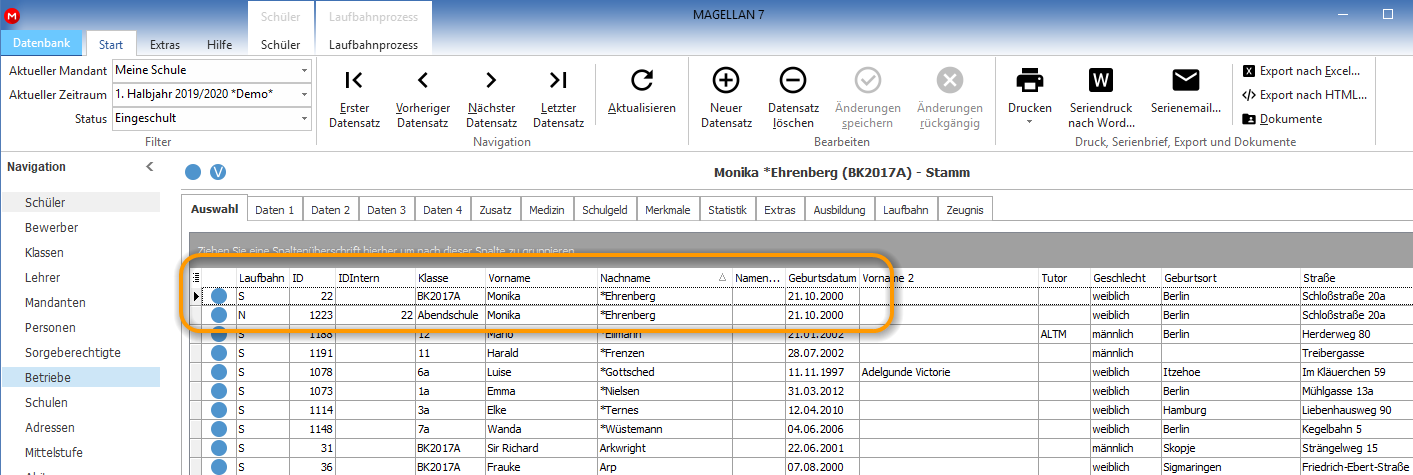 M MAGELLAN 7
Schüler Laufbahnprozess
Datenbank Start Extras Hilfe Schüler Laufbahnprozess
Aktueller Mandant Meine Schule
Aktueller Zeitraum 1. Halbjahr 2019/2020 *Demo*
Status Eingeschult
Filter
Erster Datensatz
Vorheriger Datensatz
Nächster Datensatz
Letzter Datensatz
Aktualisieren
Navigation
Neuer Datensatz
Datensatz löschen
Änderungen speichern
Änderungen rückgängig
Bearbeiten
Drucken
W
Seriendruck nach Word...
Serienemail...
X Export nach Excel...
Export nach HTML...
Dokumente
Druck, Serienbrief, Export und Dokumente
Navigation
Schüler
Bewerber
Klassen
Lehrer
Mandanten
Personen
Sorgeberechtigte
Betriebe
Schulen
Adressen
Mittelstufe
V Monika *Ehrenberg (BK2017A) - Stamm
Auswahl Daten 1 Daten 2 Daten 3 Daten 4 Zusatz Medizin Schulgeld Merkmale Statistik Extras Ausbildung Laufbahn Zeugnis
Ziehen Sie eine Spaltenüberschrift hierher um nach dieser Spalte zu gruppieren
Laufbahn ID IDIntern Klasse Vorname Nachname Namen... Geburtsdatum Vorname 2 Tutor Geschlecht Geburtsort Straße
S 22 BK2017A Monika *Ehrenberg 21.10.2000 weiblich Berlin Schloßstraße 20a
N 1223 22 Abendschule Monika *Ehrenberg 21.10.2000 weiblich Berlin Schloßstraße 20a
S 1188 12 Mario 21.01.2002 ALTM männlich Berlin Herderweg 80
S 1191 11 Harald *Frenzen 28.07.2002 männlich Treibergasse
S 1078 6a Luise *Gottsched 11.11.1997 Adelgunde Victorie weiblich Itzehoe Im Kläuerchen 59
S 1073 1a Emma *Nielsen 31.03.2012 weiblich Berlin Mühlgasse 13a
S 1114 3a Elke *Ternes 12.04.2010 weiblich Hamburg Liebenhausweg 90
S 1148 7a Wanda *Wüstemann 04.06.2006 weiblich Berlin Kegelbahn 5
S 31 BK2017A Sir Richard Arkwright 22.06.2001 männlich Skopje Strängelweg 15
S 36 BK2017A Frauke Arp 07.08.2000 weiblich Sigmaringen Friedrich-Ebert-Straße